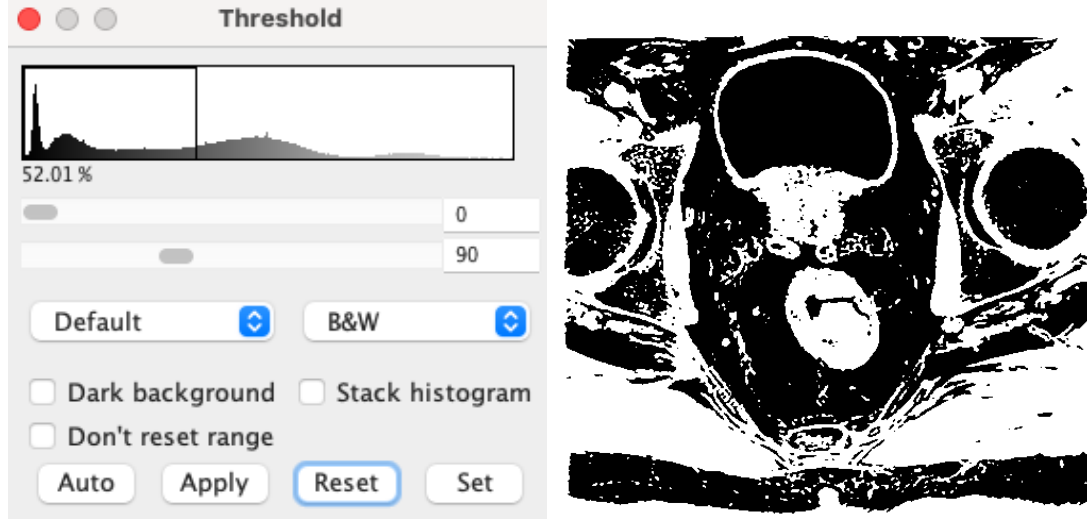 Threshold
52.01 %
0
90
Default
B&W
Dark background
Stack histogram
Don't reset range
Auto
Apply
Reset
Set